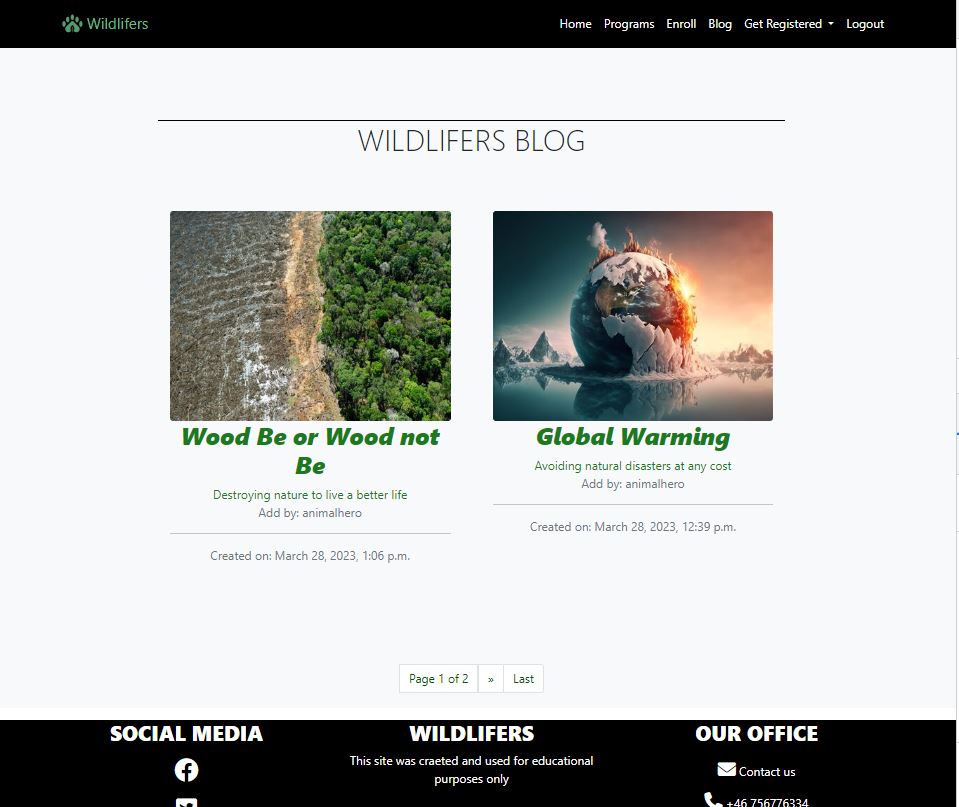 Wildlifers
Home Programs Enroll Blog Get Registered Logout
WILDLIFERS BLOG
Wood Be or Wood not
Be
Destroying nature to live a better life
Add by: animalhero
Created on: March 28, 2023, 1:06 p.m.
Global Warming
Avoiding natural disasters at any cost
Add by: animalhero
Created on: March 28, 2023, 12:39 p.m.
Page 1 of 2 » Last
SOCIAL MEDIA
WILDLIFERS
This site was craeted and used for educational
purposes only
OUR OFFICE
Contact us
+46 756776334